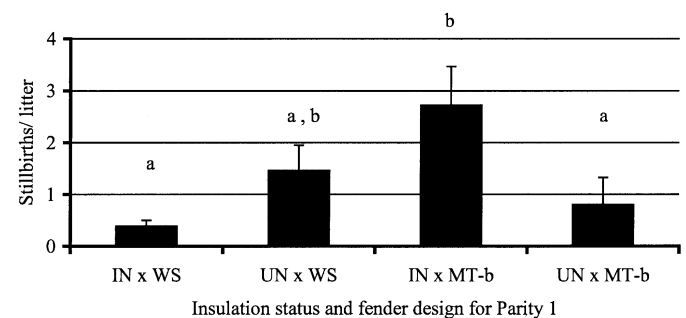 b
4
3
a , b
a
2
a
1
0
Stillbirths/ litter
IN x WS
UN x WS
IN x MT-b
UN x MT-b
Insulation status and fender design for Parity 1